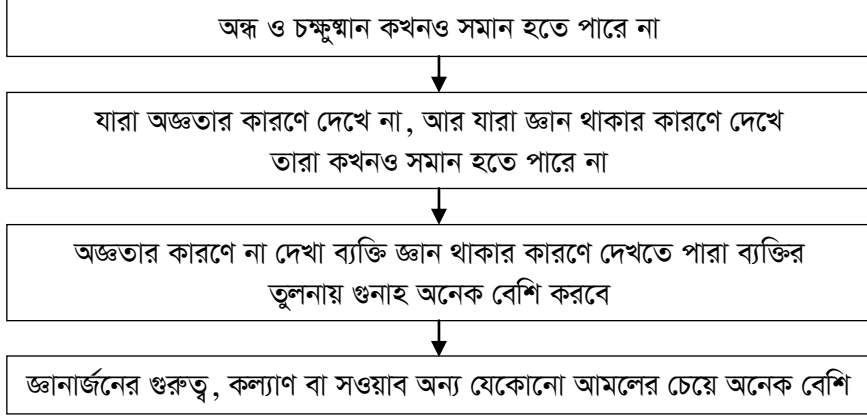 অন্ধ ও চক্ষুষ্মান কখনও সমান হতে পারে না
যারা অজ্ঞতার কারণে দেখে না, আর যারা জ্ঞান থাকার কারণে দেখে
তারা কখনও সমান হতে পারে না
অজ্ঞতার কারণে না দেখা ব্যক্তি জ্ঞান থাকার কারণে দেখতে পারা ব্যক্তির
তুলনায় গুনাহ অনেক বেশি করবে
জ্ঞানার্জনের গুরুত্ব, কল্যাণ বা সওয়াব অন্য যেকোনো আমলের চেয়ে অনেক বেশি